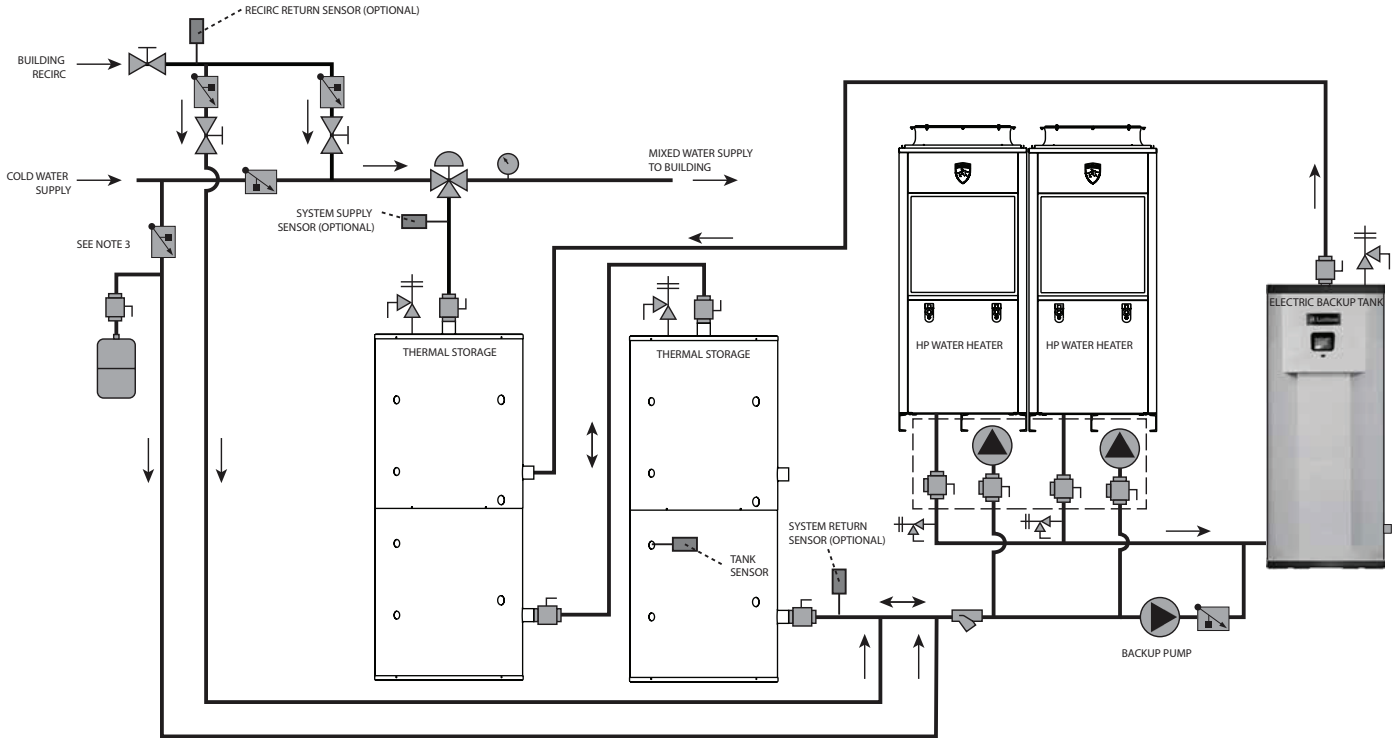 RECIRC RETURN SENSOR (OPTIONAL)
BUILDING
RECIRC
COLD WATER
SUPPLY
MIXED WATER SUPPLY
TO BUILDING
SYSTEM SUPPLY
SENSOR (OPTIONAL)
SEE NOTE 3
THERMAL STORAGE
THERMAL STORAGE
HP WATER HEATER
HP WATER HEATER
ELECTRIC BACKUP TANK
TANK
SENSOR
SYSTEM RETURN
SENSOR (OPTIONAL)
BACKUP PUMP